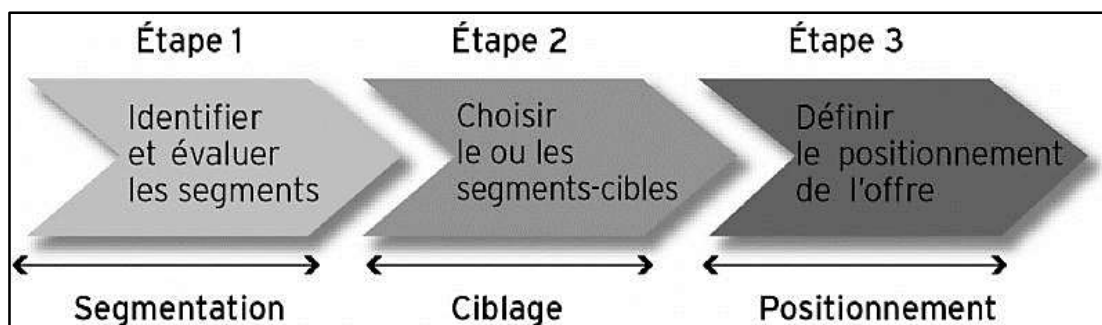 Étape 1
Identifier
et évaluer
les segments
Segmentation
Étape 2
Choisir
le ou les
segments-cibles
Ciblage
Étape 3
Définir
le positionnement
de l'offre
Positionnement